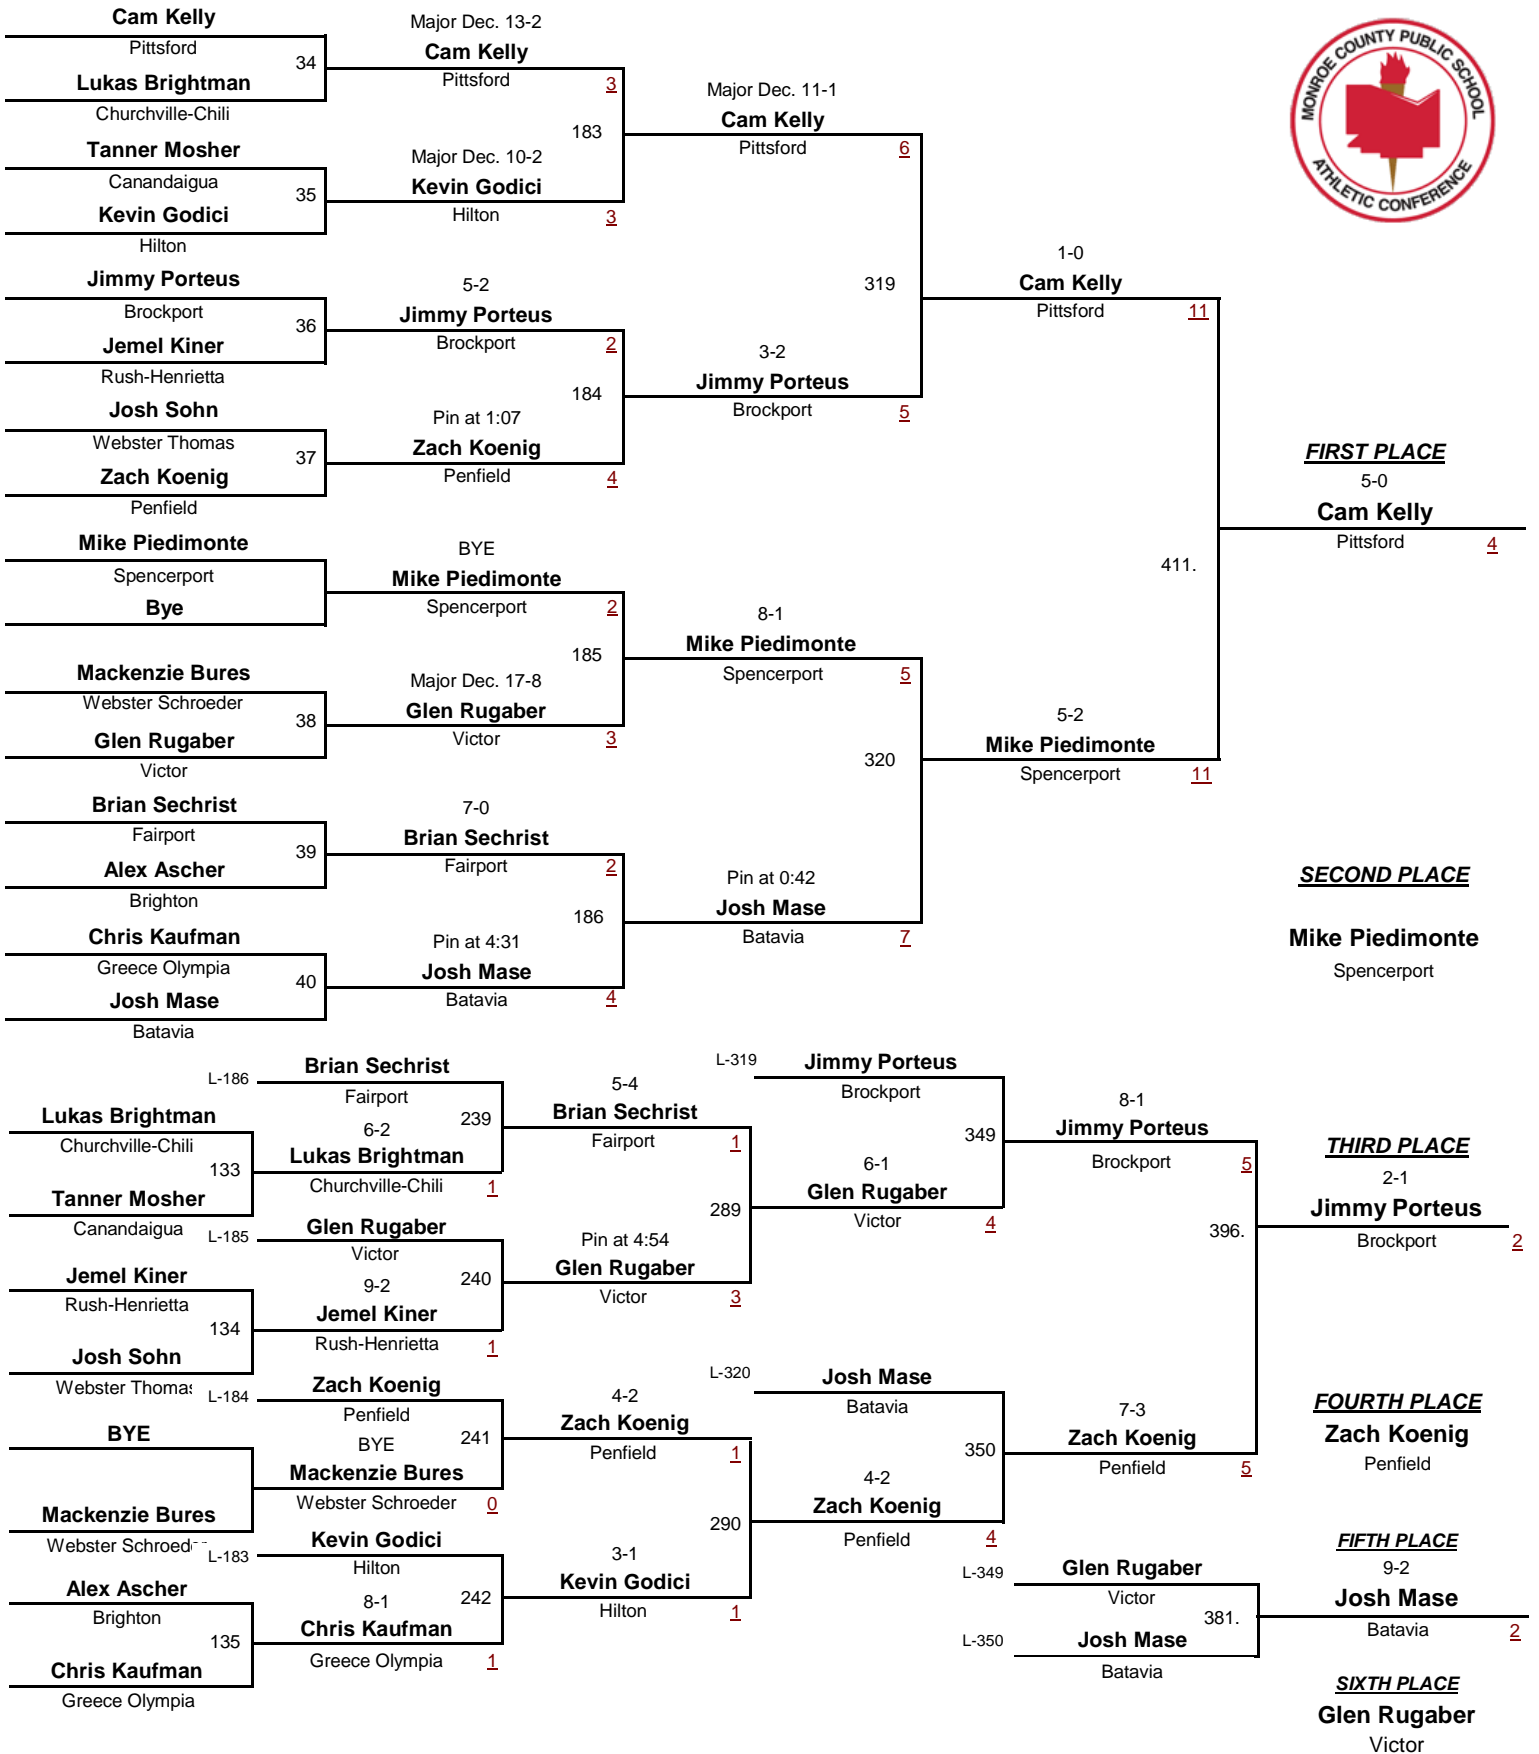 Cam Kelly
Pittsford
34
Lukas Brightman
Churchville-Chili
Tanner Mosher
Canandaigua
35
Kevin Godici
Hilton
Jimmy Porteus
Brockport
36
Jemel Kiner
Rush-Henrietta
Josh Sohn
Webster Thomas
37
Zach Koenig
Penfield
Mike Piedimonte
Spencerport
Bye
Mackenzie Bures
Webster Schroeder
38
Glen Rugaber
Victor
Brian Sechrist
Fairport
39
Alex Ascher
Brighton
Chris Kaufman
Greece Olympia
40
Josh Mase
Batavia
Major Dec. 13-2
Cam Kelly
Pittsford 3
183
Major Dec. 10-2
Kevin Godici
Hilton 3
5-2
Jimmy Porteus
Brockport 2
184
Pin at 1:07
Zach Koenig
Penfield 4
BYE
Mike Piedimonte
Spencerport 2
185
Major Dec. 17-8
Glen Rugaber
Victor 3
7-0
Brian Sechrist
Fairport 2
186
Pin at 4:31
Josh Mase
Batavia 4
Major Dec. 11-1
Cam Kelly
Pittsford 6
319
3-2
Jimmy Porteus
Brockport 5
8-1
Mike Piedimonte
Spencerport 5
320
Pin at 0:42
Josh Mase
Batavia 7
1-0
Cam Kelly
Pittsford 11
411.
5-2
Mike Piedimonte
Spencerport 11
MONROE COUNTY PUBLIC SCHOOL
ATHLETIC CONFERENCE
FIRST PLACE
5-0
Cam Kelly
Pittsford 4
SECOND PLACE
Mike Piedimonte
Spencerport
Lukas Brightman
Churchville-Chili
133
Tanner Mosher
Canandaigua
Jemel Kiner
Rush-Henrietta
134
Josh Sohn
Webster Thomas
BYE
Mackenzie Bures
Webster Schroed
Alex Ascher
Brighton
135
Chris Kaufman
Greece Olympia
L-186
Brian Sechrist
Fairport
239
6-2
Lukas Brightman
Churchville-Chili 1
L-185
Glen Rugaber
Victor
240
9-2
Jemel Kiner
Rush-Henrietta 1
L-184
Zach Koenig
Penfield
241
BYE
Mackenzie Bures
Webster Schroeder 0
L-183
Kevin Godici
Hilton
242
8-1
Chris Kaufman
Greece Olympia 1
5-4
Brian Sechrist
Fairport 1
289
Pin at 4:54
Glen Rugaber
Victor 3
4-2
Zach Koenig
Penfield 1
290
3-1
Kevin Godici
Hilton 1
L-319
Jimmy Porteus
Brockport
349
6-1
Glen Rugaber
Victor 4
L-320
Josh Mase
Batavia
350
4-2
Zach Koenig
Penfield 4
8-1
Jimmy Porteus
Brockport 5
396.
7-3
Zach Koenig
Penfield 5
L-349
Glen Rugaber
Victor
381.
L-350
Josh Mase
Batavia
THIRD PLACE
2-1
Jimmy Porteus
Brockport 2
FOURTH PLACE
Zach Koenig
Penfield
FIFTH PLACE
9-2
Josh Mase
Batavia 2
SIXTH PLACE
Glen Rugaber
Victor